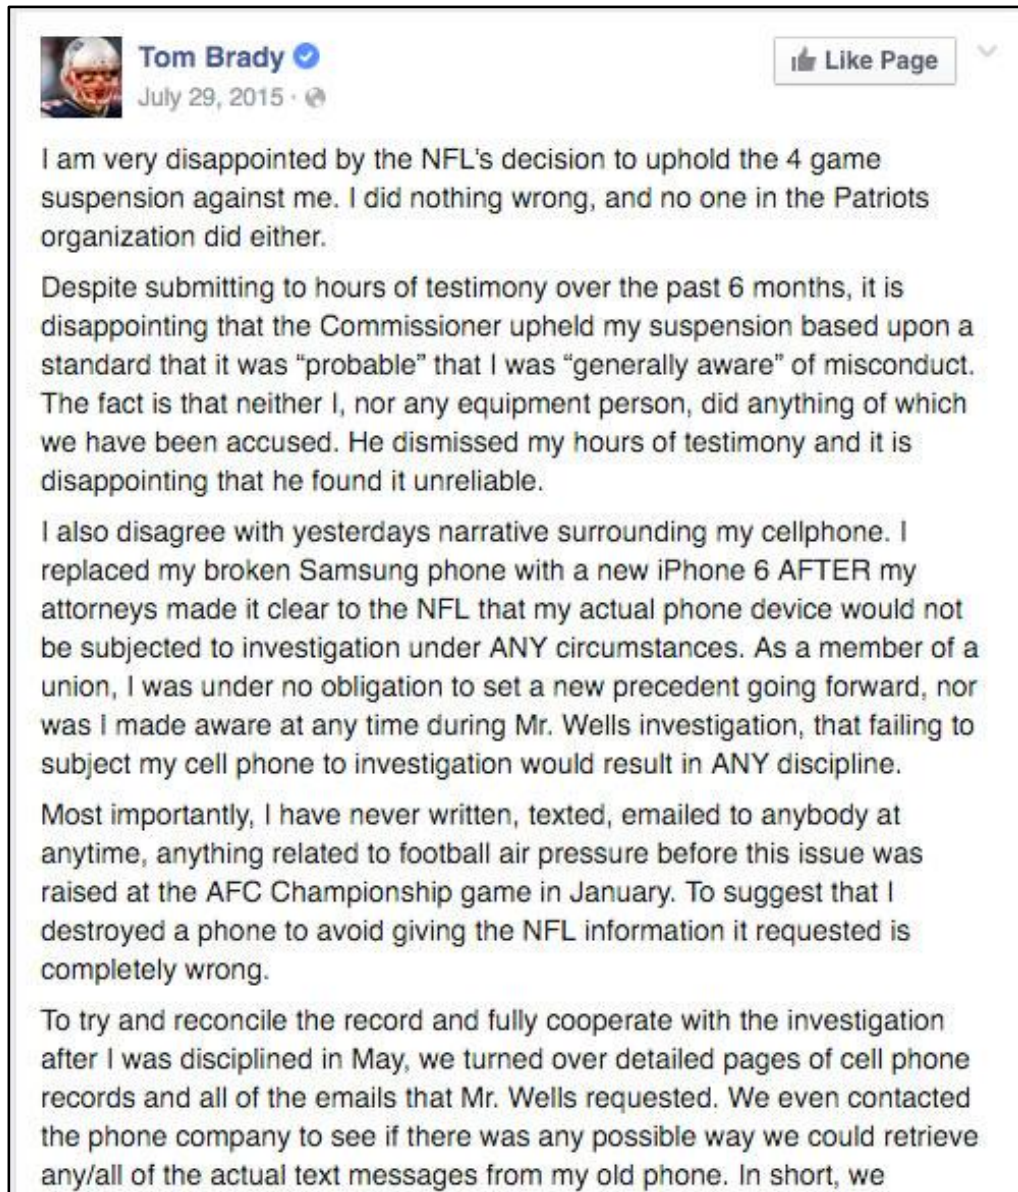 Tom Brady
Like Page
July 29, 2015 ·
I am very disappointed by the NFL's decision to uphold the 4 game
suspension against me. I did nothing wrong, and no one in the Patriots
organization did either.
Despite submitting to hours of testimony over the past 6 months, it is
disappointing that the Commissioner upheld my suspension based upon a
standard that it was “probable” that I was “generally aware” of misconduct.
The fact is that neither I, nor any equipment person, did anything of which
we have been accused. He dismissed my hours of testimony and it is
disappointing that he found it unreliable.
I also disagree with yesterdays narrative surrounding my cellphone. I
replaced my broken Samsung phone with a new iPhone 6 AFTER my
attorneys made it clear to the NFL that my actual phone device would not
be subjected to investigation under ANY circumstances. As a member of a
union, I was under no obligation to set a new precedent going forward, nor
was I made aware at any time during Mr. Wells investigation, that failing to
subject my cell phone to investigation would result in ANY discipline.
Most importantly, I have never written, texted, emailed to anybody at
anytime, anything related to football air pressure before this issue was
raised at the AFC Championship game in January. To suggest that I
destroyed a phone to avoid giving the NFL information it requested is
completely wrong.
To try and reconcile the record and fully cooperate with the investigation
after I was disciplined in May, we turned over detailed pages of cell phone
records and all of the emails that Mr. Wells requested. We even contacted
the phone company to see if there was any possible way we could retrieve
any/all of the actual text messages from my old phone. In short, we